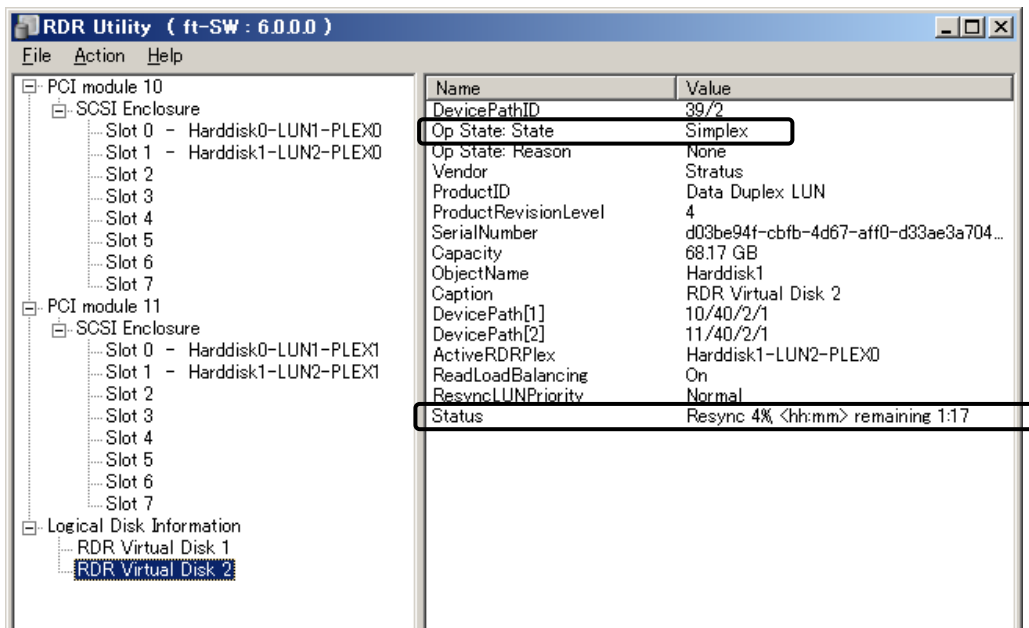 RDR Utility ( ft-SW : 6.0.0.0 )
File Action Help
PCI module 10
SCSI Enclosure
Slot 0 - Harddisk0-LUN1-PLEX0
Slot 1 - Harddisk1-LUN2-PLEX0
Slot 2
Slot 3
Slot 4
Slot 5
Slot 6
Slot 7
PCI module 11
SCSI Enclosure
Slot 0 - Harddisk0-LUN1-PLEX1
Slot 1 - Harddisk1-LUN2-PLEX1
Slot 2
Slot 3
Slot 4
Slot 5
Slot 6
Slot 7
Logical Disk Information
RDR Virtual Disk 1
RDR Virtual Disk 2
Name Value
DevicePathID 39/2
Op State: State Simplex
Op State: Reason None
Vendor Stratus
ProductID Data Duplex LUN
ProductRevisionLevel 4
SerialNumber d03be94f-cbfb-4d67-aff0-d33ae3a704...
Capacity 68.17 GB
ObjectName Harddisk1
Caption RDR Virtual Disk 2
DevicePath[1] 10/40/2/1
DevicePath[2] 11/40/2/1
ActiveRDRPlex Harddisk1-LUN2-PLEX0
ReadLoadBalancing On
ResyncLUNPriority Normal
Status Resync 4%, <hh:mm> remaining 1:17